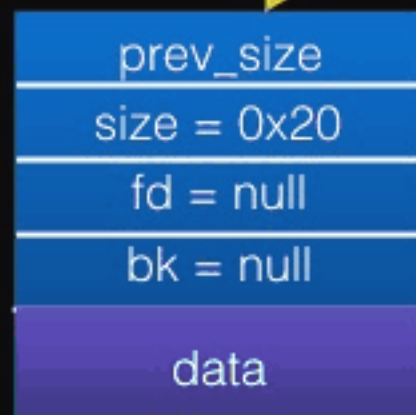 prev_size
size = 0x20
fd = null
bk = null
data